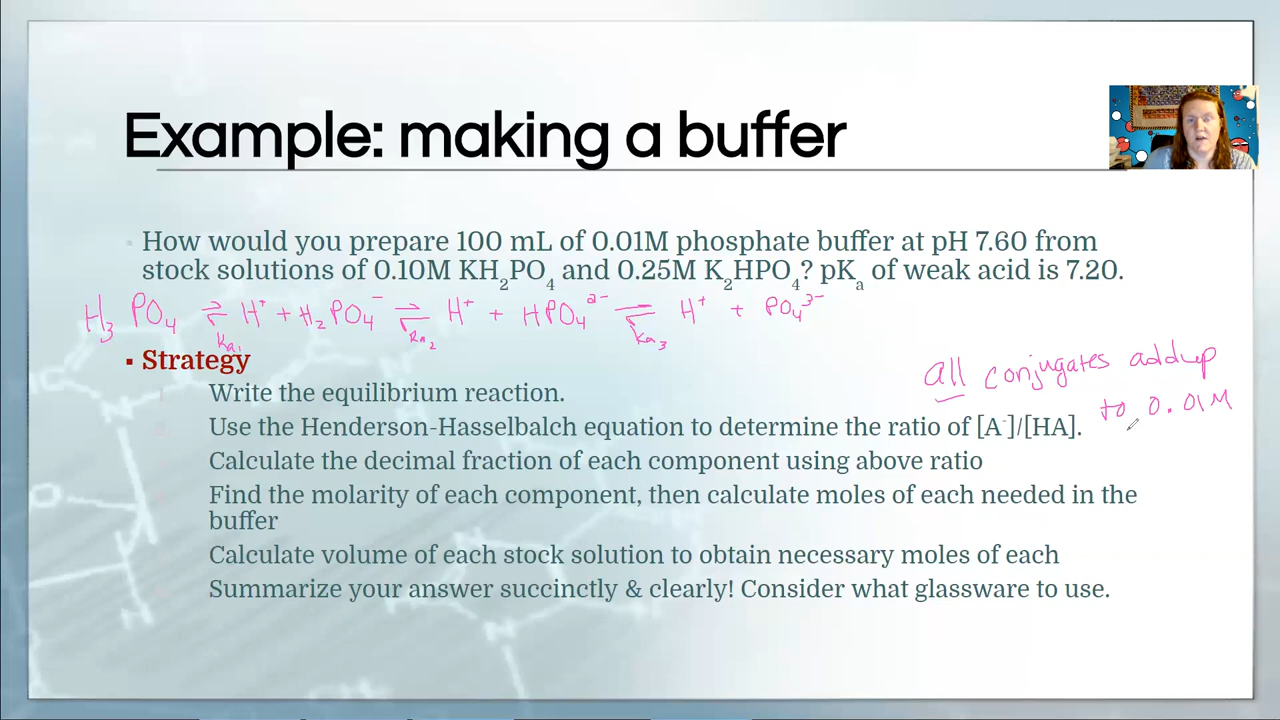 Example: making a buffer
How would you prepare 100 mL of 0.01M phosphate buffer at pH 7.60 from
stock solutions of 0.10M KH₂PO₄ and 0.25M K₂HPO₄? pKₐ of weak acid is 7.20.
H₃PO₄ ⇌ H⁺ + H₂PO₄⁻ ⇌ H⁺ + HPO₄²⁻ ⇌ H⁺ + PO₄³⁻
Ka₁ Ka₂ Ka₃
Strategy
all conjugates add up
to 0.01M
Write the equilibrium reaction.
Use the Henderson-Hasselbalch equation to determine the ratio of [A⁻]/[HA].
Calculate the decimal fraction of each component using above ratio
Find the molarity of each component, then calculate moles of each needed in the
buffer
Calculate volume of each stock solution to obtain necessary moles of each
Summarize your answer succinctly & clearly! Consider what glassware to use.